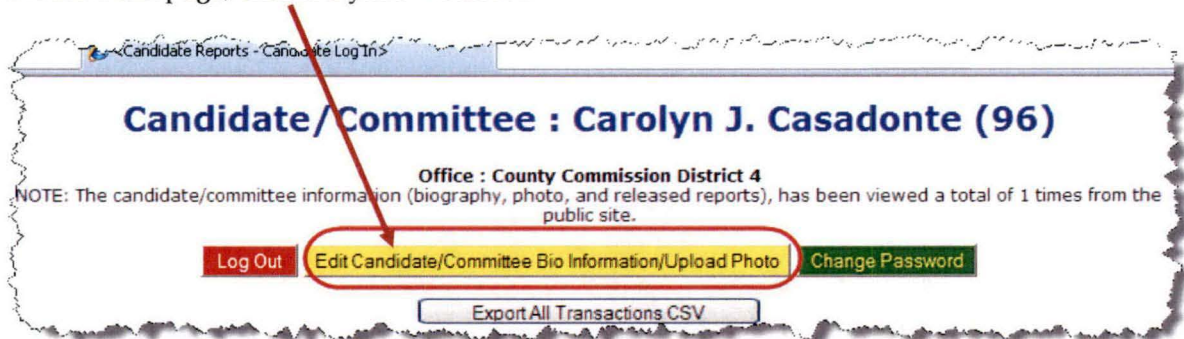 <Candidate Reports - Candidate Log In>
Candidate/Committee : Carolyn J. Casadonte (96)
Office : County Commission District 4
NOTE: The candidate/committee information (biography, photo, and released reports), has been viewed a total of 1 times from the
public site.
Log Out Edit Candidate/Committee Bio Information/Upload Photo Change Password
Export All Transactions CSV